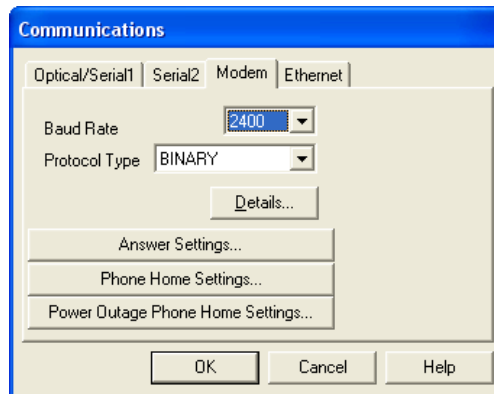 Communications
Optical/Serial1 Serial2 Modem Ethernet
Baud Rate 2400
Protocol Type BINARY
Details...
Answer Settings...
Phone Home Settings...
Power Outage Phone Home Settings...
OK Cancel Help